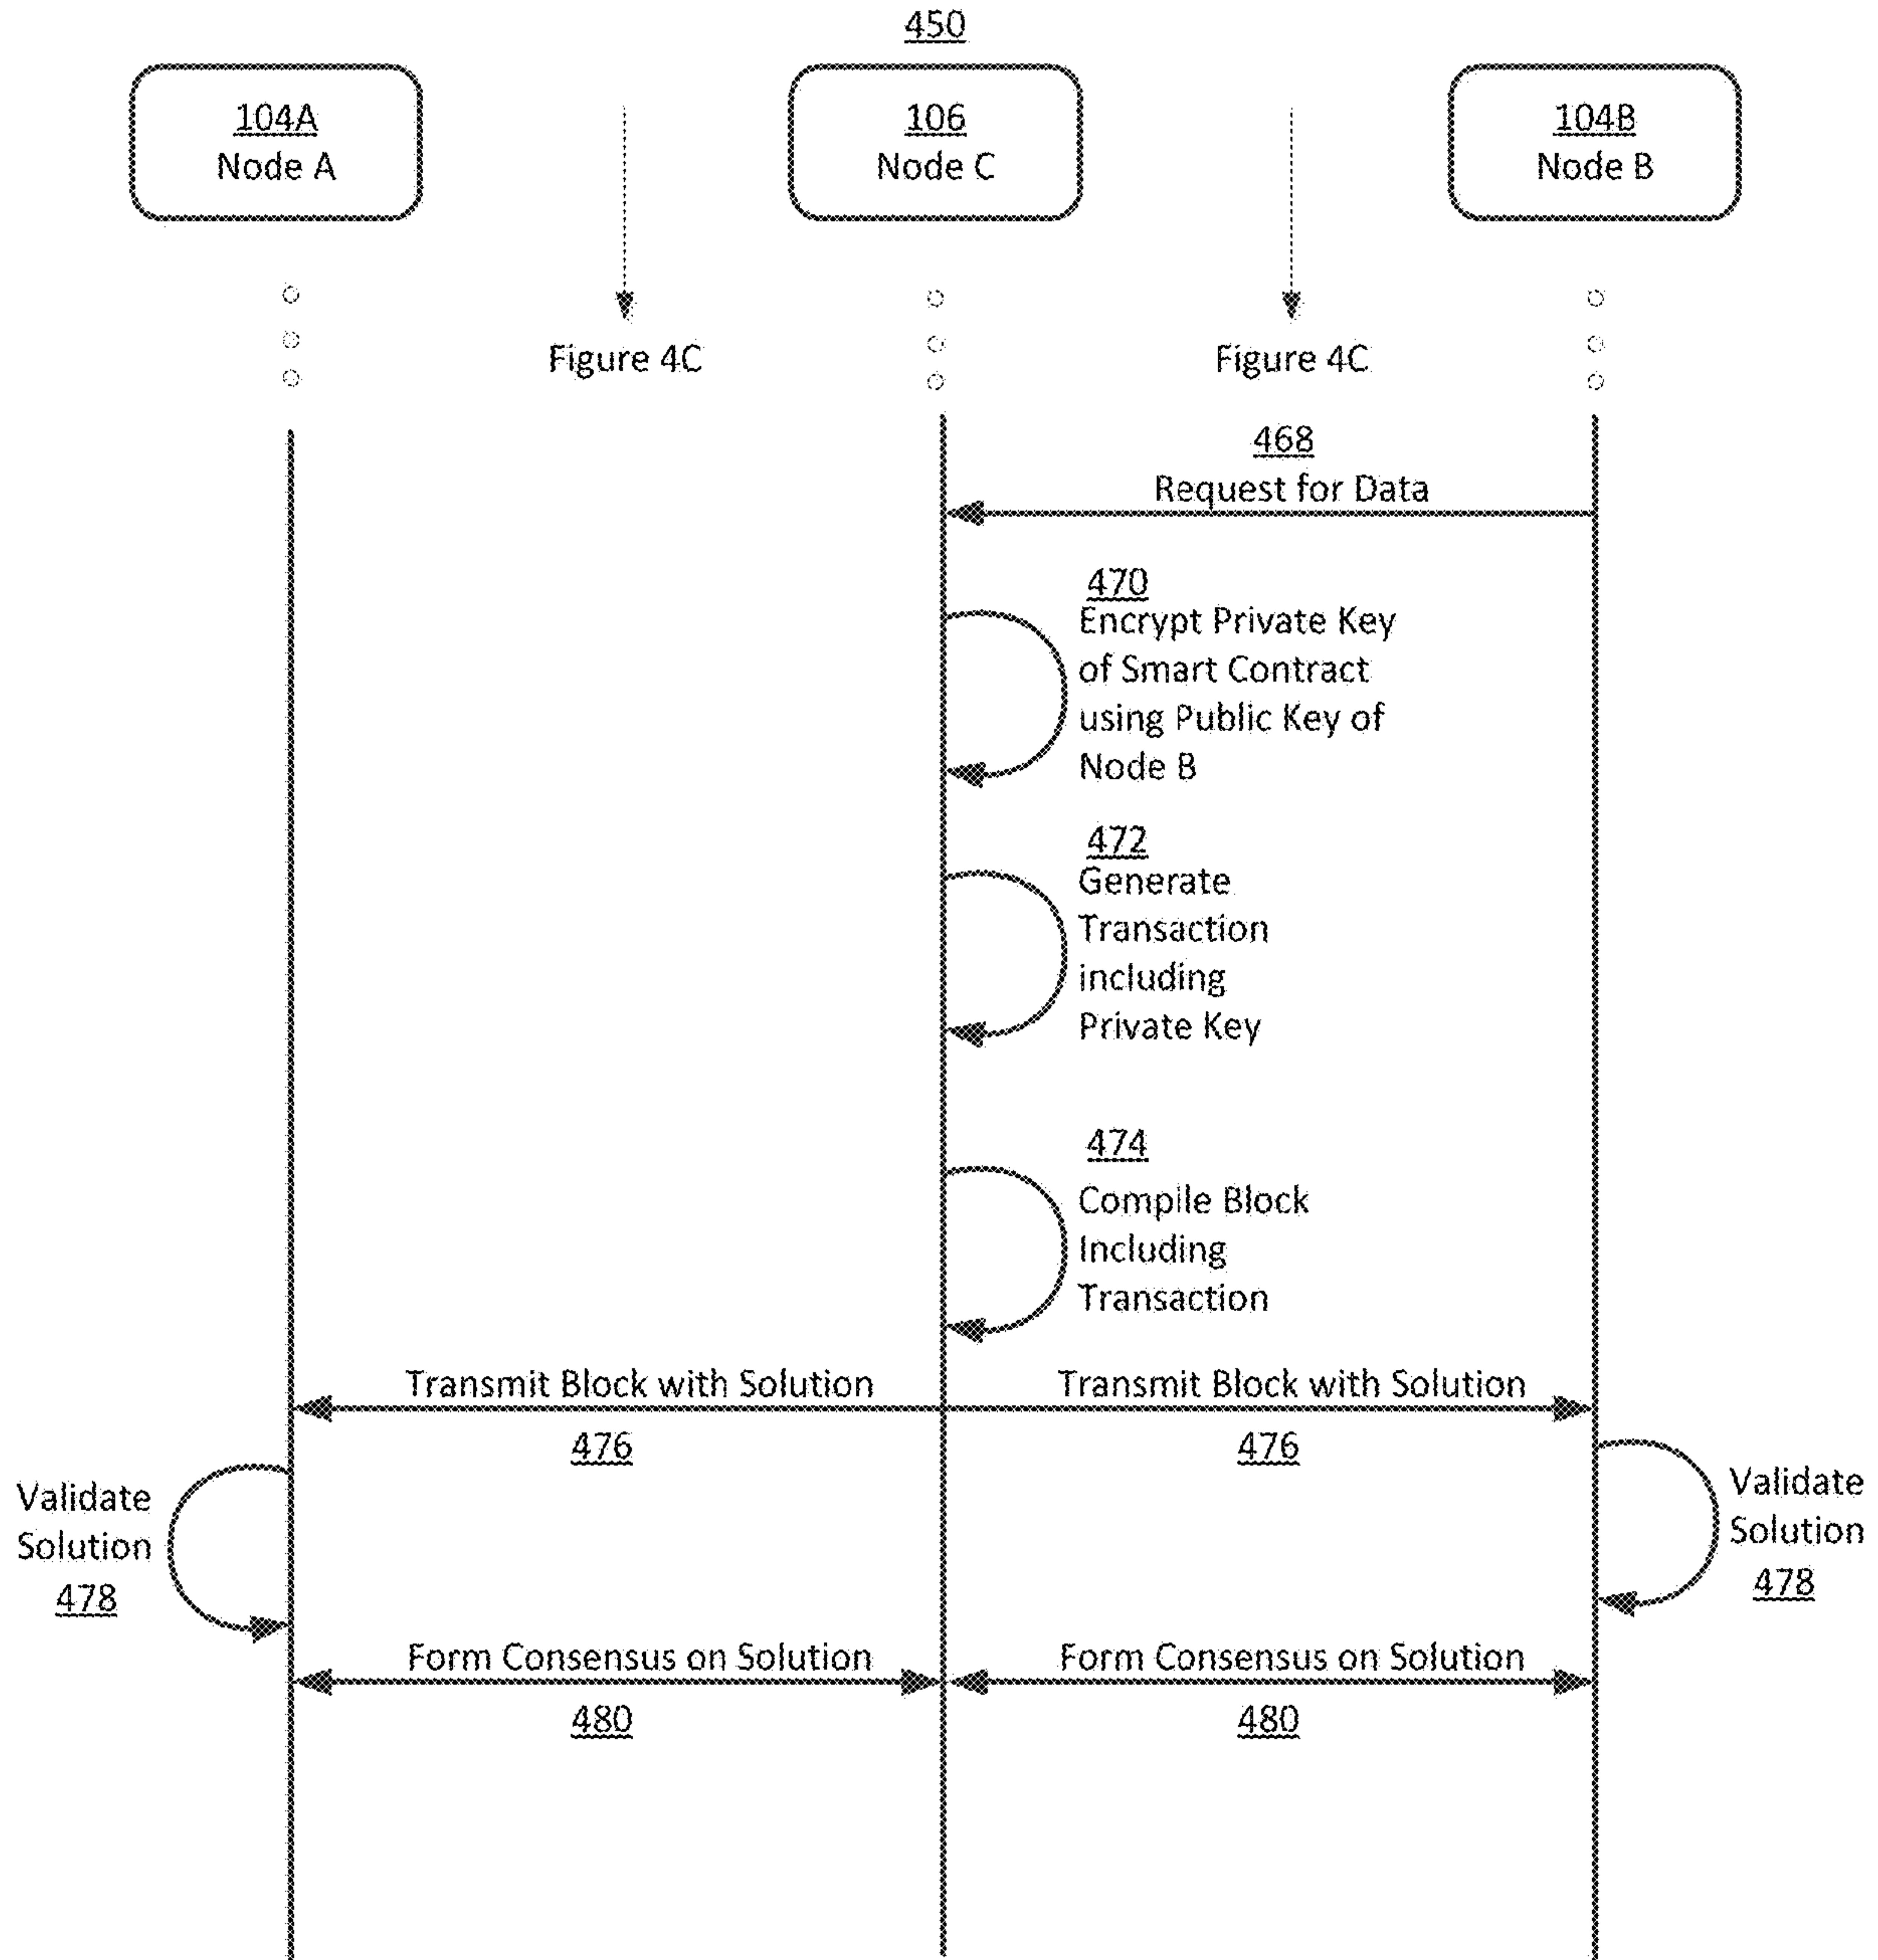 450
104A
Node A
106
Node C
104B
Node B
Figure 4C
Figure 4C
468
Request for Data
470
Encrypt Private Key
of Smart Contract
using Public Key of
Node B
472
Generate
Transaction
including
Private Key
474
Compile Block
Including
Transaction
Transmit Block with Solution
476
Transmit Block with Solution
476
Validate
Solution
478
Validate
Solution
478
Form Consensus on Solution
480
Form Consensus on Solution
480